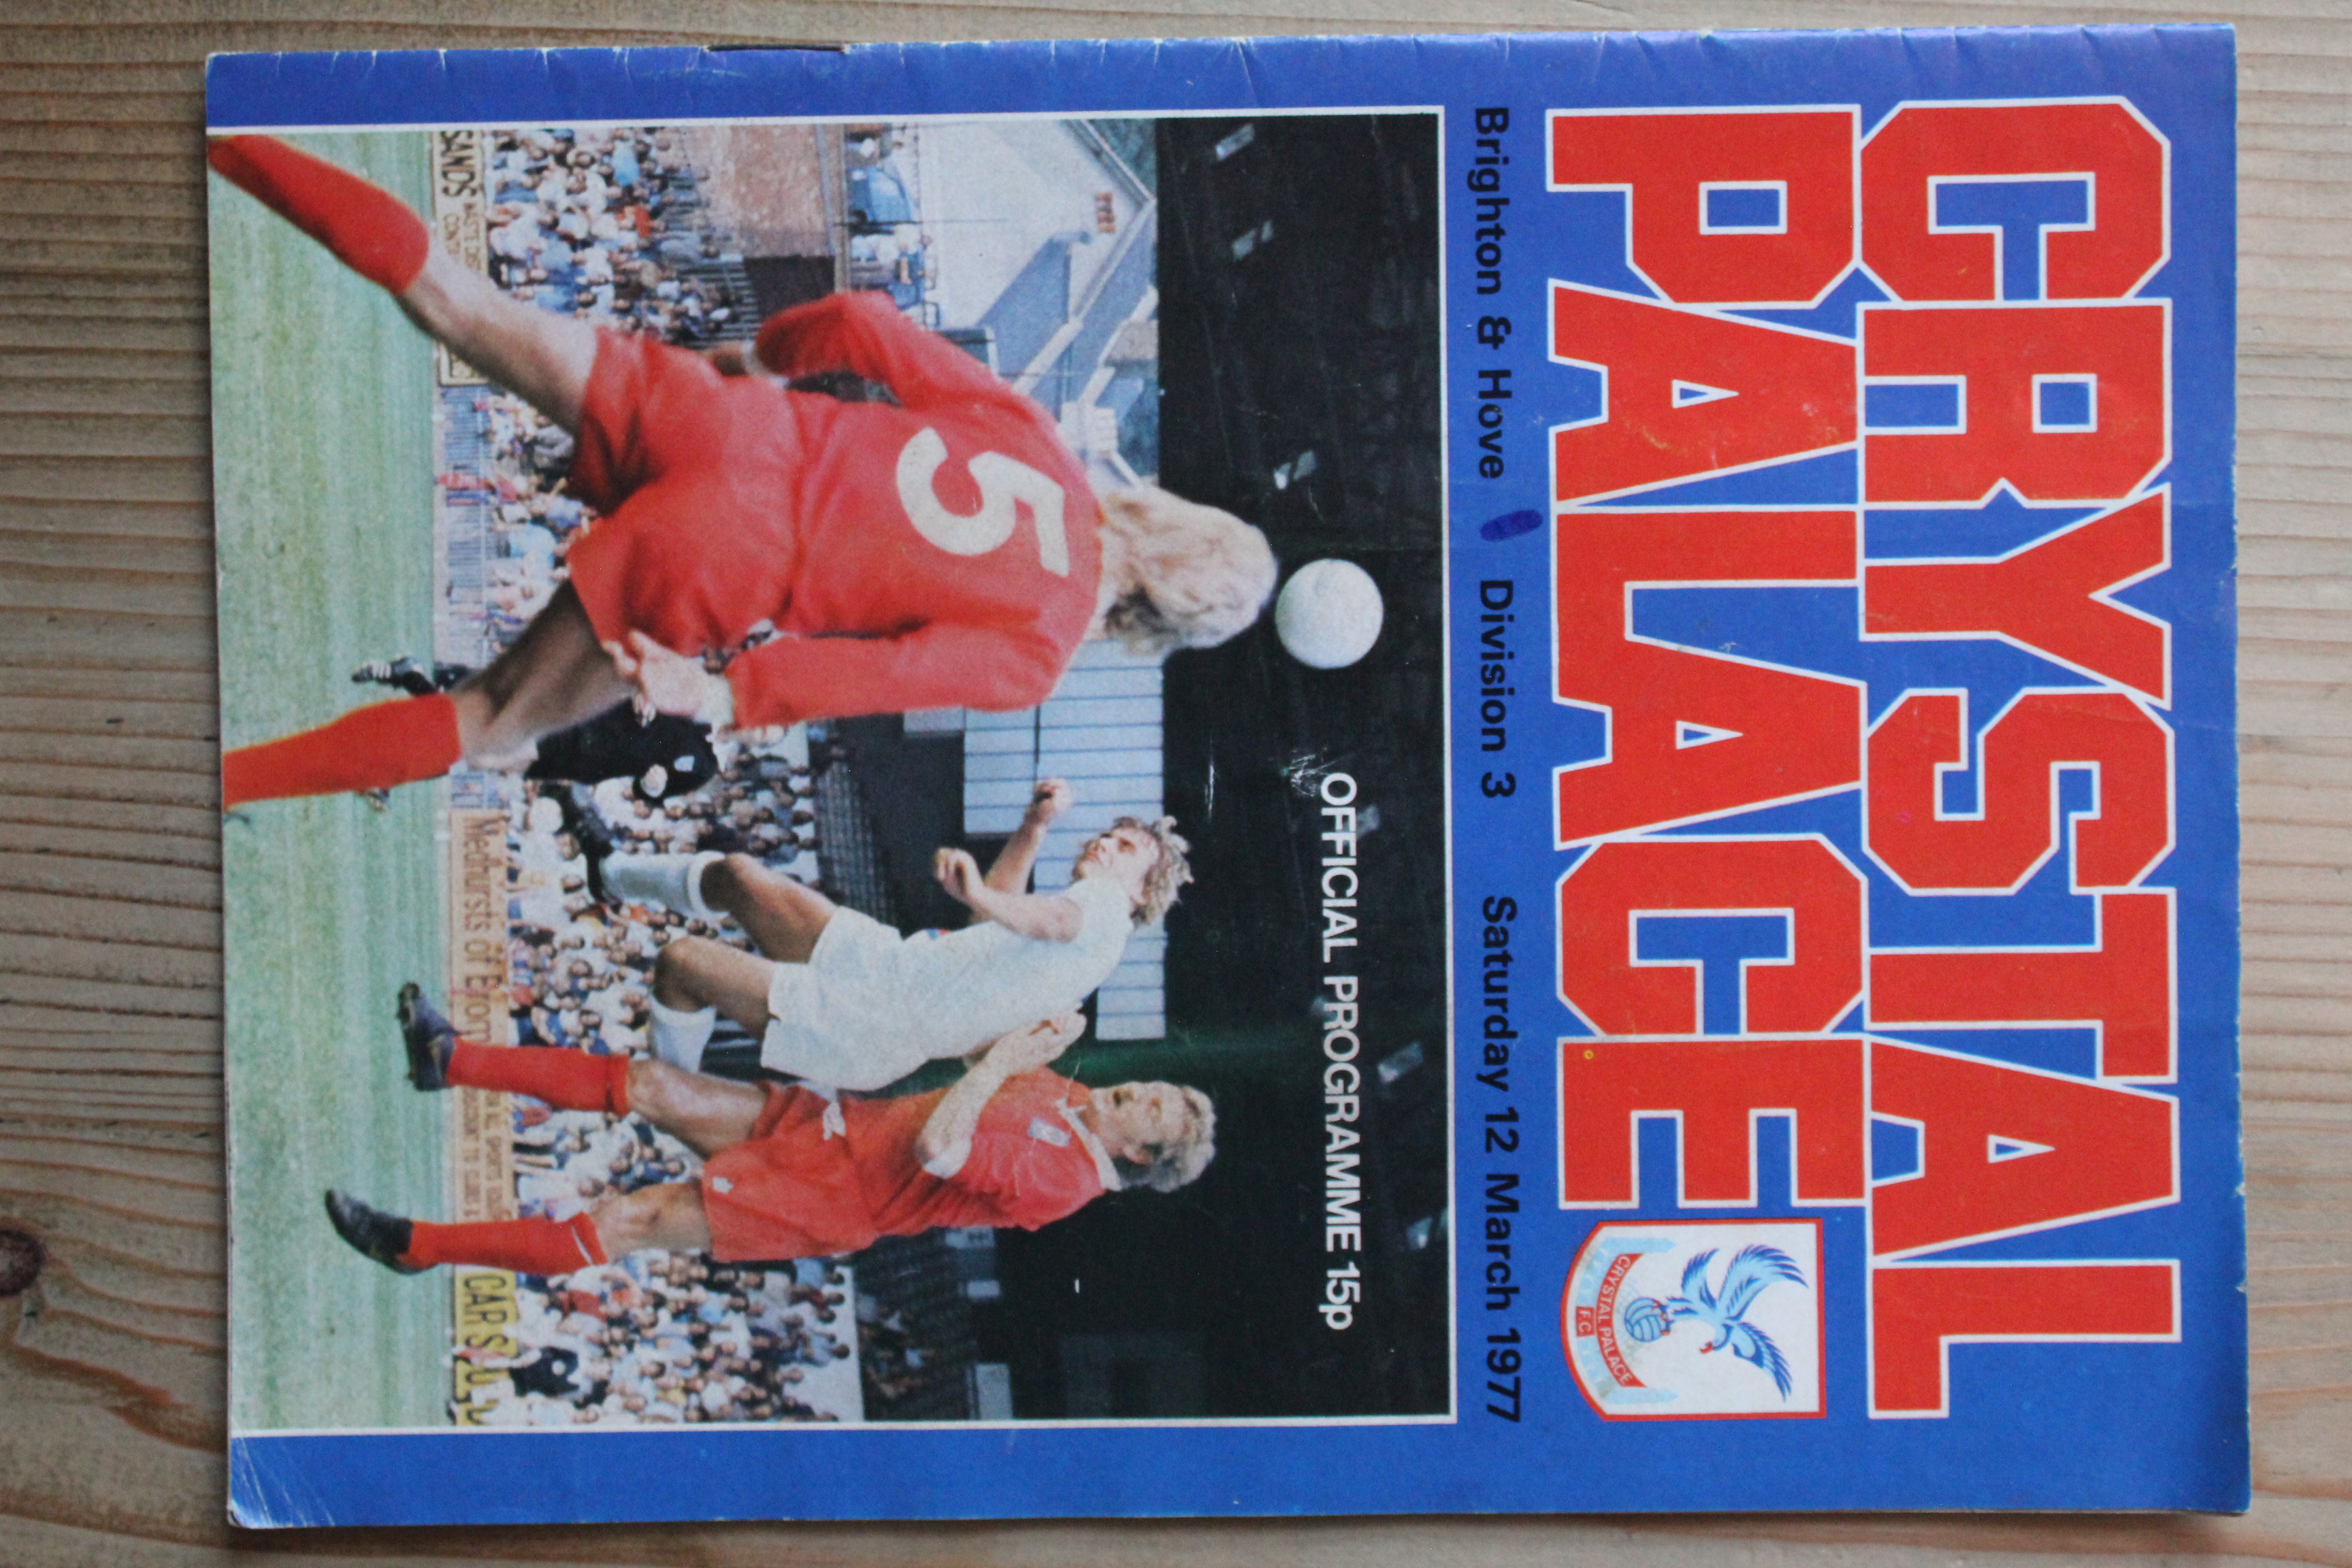 CRYSTAL
PALACE
CRYSTAL PALACE
F.C.
Brighton & Hove Division 3 Saturday 12 March 1977
OFFICIAL PROGRAMME 15p
5
SANDS
Medhursts of
CAR